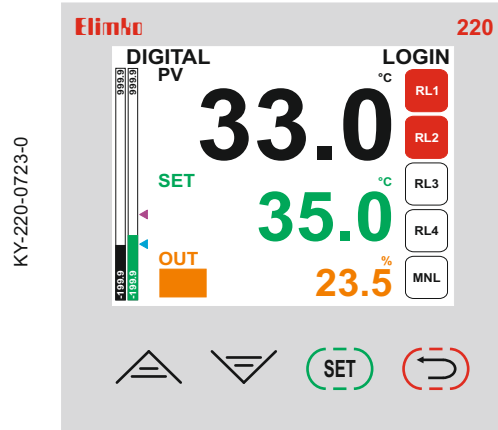 Elimko
220
DIGITAL
LOGIN
PV
°C
33.0
999.9
999.9
-199.9
-199.9
SET
°C
35.0
OUT
%
23.5
RL1
RL2
RL3
RL4
MNL
SET
KY-220-0723-0